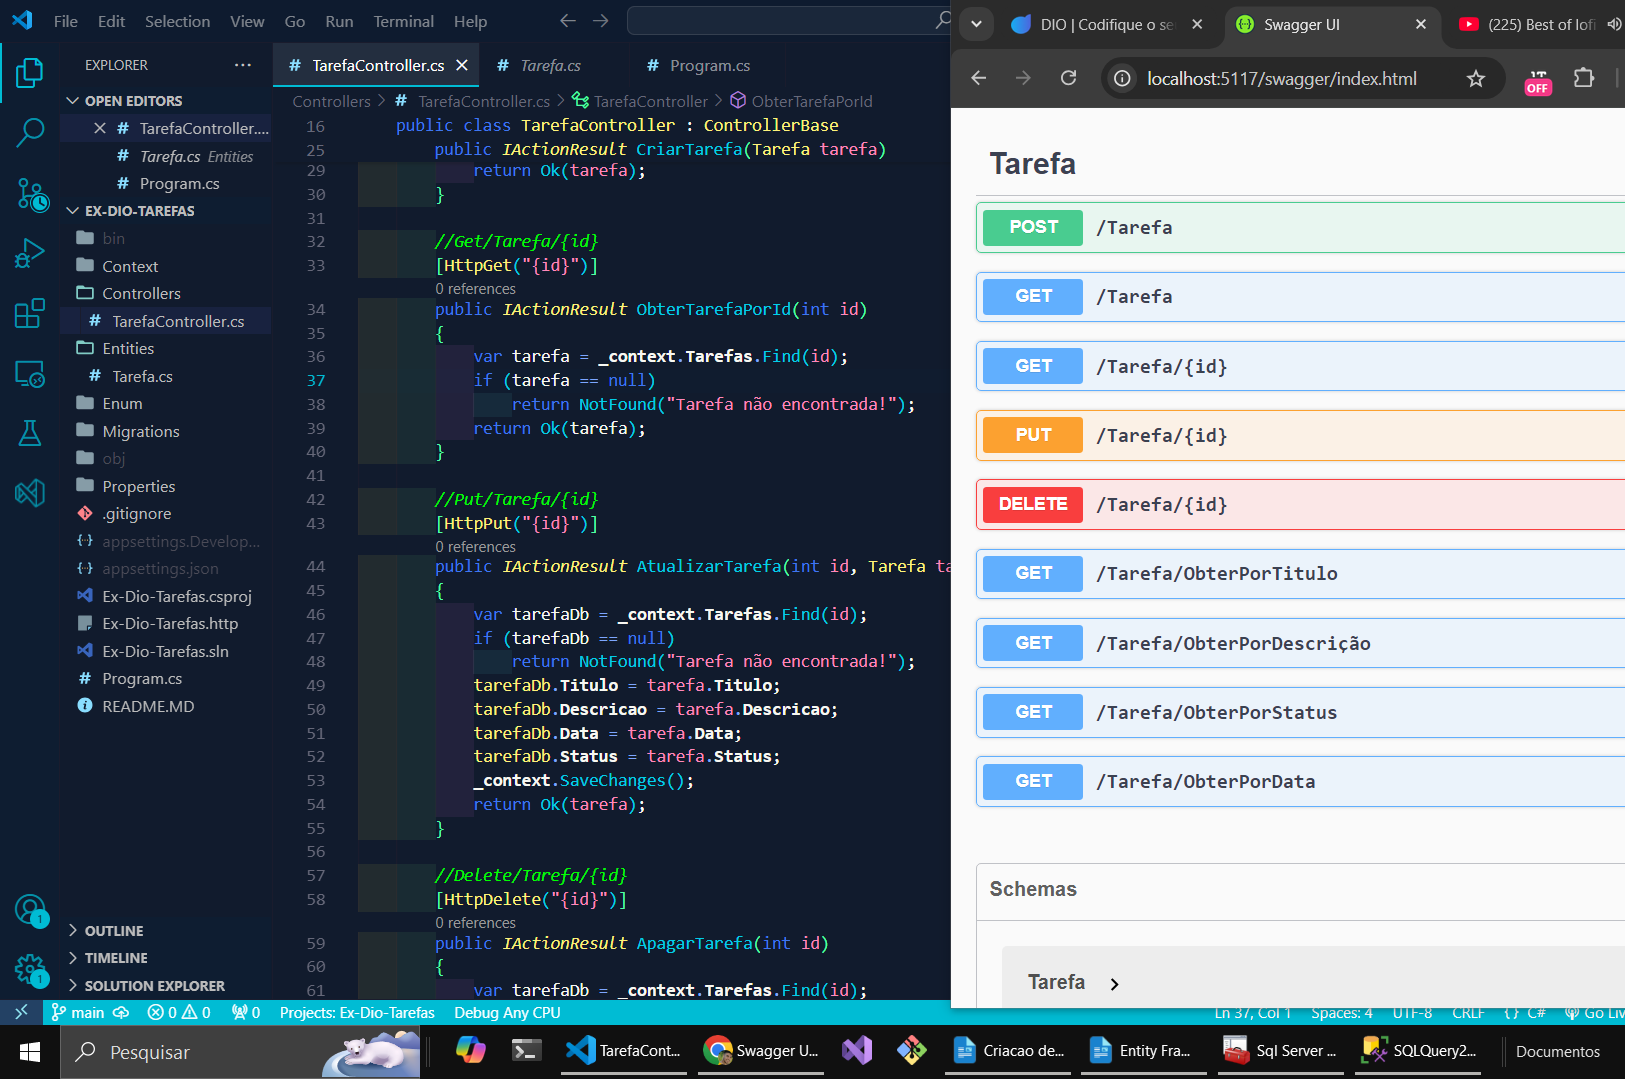 File Edit Selection View Go Run Terminal Help
EXPLORER
OPEN EDITORS
TarefaController....
Tarefa.cs Entities
Program.cs
EX-DIO-TAREFAS
bin
Context
Controllers
TarefaController.cs
Entities
Tarefa.cs
Enum
Migrations
obj
Properties
.gitignore
appsettings.Develop...
appsettings.json
Ex-Dio-Tarefas.csproj
Ex-Dio-Tarefas.http
Ex-Dio-Tarefas.sln
Program.cs
README.MD
OUTLINE
TIMELINE
SOLUTION EXPLORER
1
1
TarefaController.cs Tarefa.cs Program.cs
Controllers > TarefaController.cs > TarefaController > ObterTarefaPorId
16 public class TarefaController : ControllerBase
25 public IActionResult CriarTarefa(Tarefa tarefa)
29 return Ok(tarefa);
30 }
31
32 //Get/Tarefa/{id}
33 [HttpGet("{id}")]
0 references
34 public IActionResult ObterTarefaPorId(int id)
35 {
36 var tarefa = _context.Tarefas.Find(id);
37 if (tarefa == null)
38 return NotFound("Tarefa não encontrada!");
39 return Ok(tarefa);
40 }
41
42 //Put/Tarefa/{id}
43 [HttpPut("{id}")]
0 references
44 public IActionResult AtualizarTarefa(int id, Tarefa ta
45 {
46 var tarefaDb = _context.Tarefas.Find(id);
47 if (tarefaDb == null)
48 return NotFound("Tarefa não encontrada!");
49 tarefaDb.Titulo = tarefa.Titulo;
50 tarefaDb.Descricao = tarefa.Descricao;
51 tarefaDb.Data = tarefa.Data;
52 tarefaDb.Status = tarefa.Status;
53 _context.SaveChanges();
54 return Ok(tarefa);
55 }
56
57 //Delete/Tarefa/{id}
58 [HttpDelete("{id}")]
0 references
59 public IActionResult ApagarTarefa(int id)
60 {
61 var tarefaDb = _context.Tarefas.Find(id);
DIO | Codifique o se Swagger UI (225) Best of lofi
localhost:5117/swagger/index.html
OFF
Tarefa
POST /Tarefa
GET /Tarefa
GET /Tarefa/{id}
PUT /Tarefa/{id}
DELETE /Tarefa/{id}
GET /Tarefa/ObterPorTitulo
GET /Tarefa/ObterPorDescrição
GET /Tarefa/ObterPorStatus
GET /Tarefa/ObterPorData
Schemas
Tarefa >
main 0 0 0 Projects: Ex-Dio-Tarefas Debug Any CPU Ln 37, Col 1 Spaces: 4 UTF-8 CRLF {} C# Go Liv
Pesquisar TarefaCont... Swagger U... Criacao de... Entity Fra... Sql Server ... SQLQuery2... Documentos